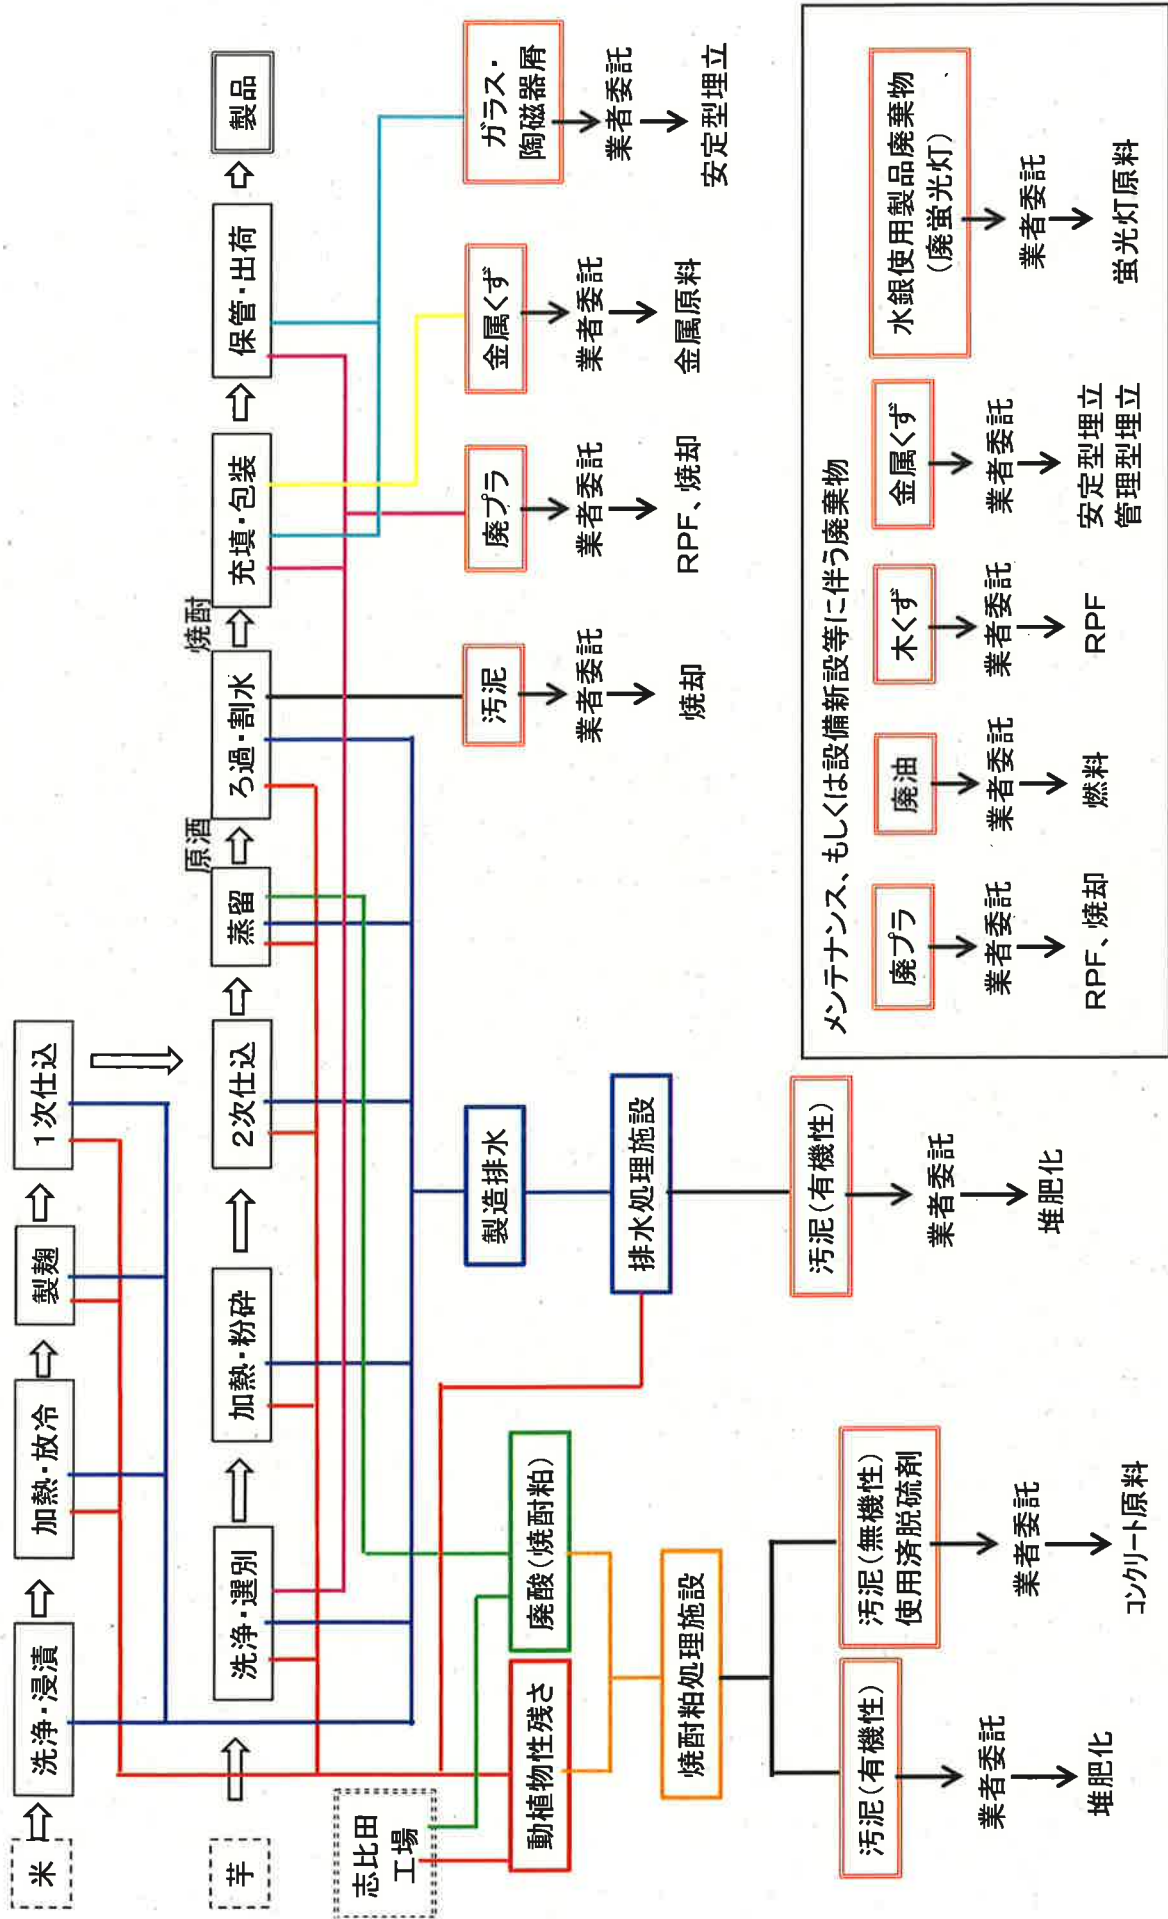 米
洗浄・浸漬
加熱・放冷
製麹
1次仕込
芋
洗浄・選別
加熱・粉砕
2次仕込
蒸留
原酒
ろ過・割水
焼酎
充填・包装
保管・出荷
製品
志比田
工場
動植物性残さ
廃酸(焼酎粕)
製造排水
汚泥
業者委託
焼却
廃プラ
業者委託
RPF、焼却
金属くず
業者委託
金属原料
ガラス・
陶磁器屑
業者委託
安定型埋立
焼酎粕処理施設
排水処理施設
汚泥(有機性)
業者委託
堆肥化
汚泥(無機性)
使用済脱硫剤
業者委託
コンクリート原料
汚泥(有機性)
業者委託
堆肥化
メンテナンス、もしくは設備新設等に伴う廃棄物
廃プラ
業者委託
RPF、焼却
廃油
業者委託
燃料
木くず
業者委託
RPF
金属くず
業者委託
安定型埋立
管理型埋立
水銀使用製品廃棄物
(廃蛍光灯)
業者委託
蛍光灯原料